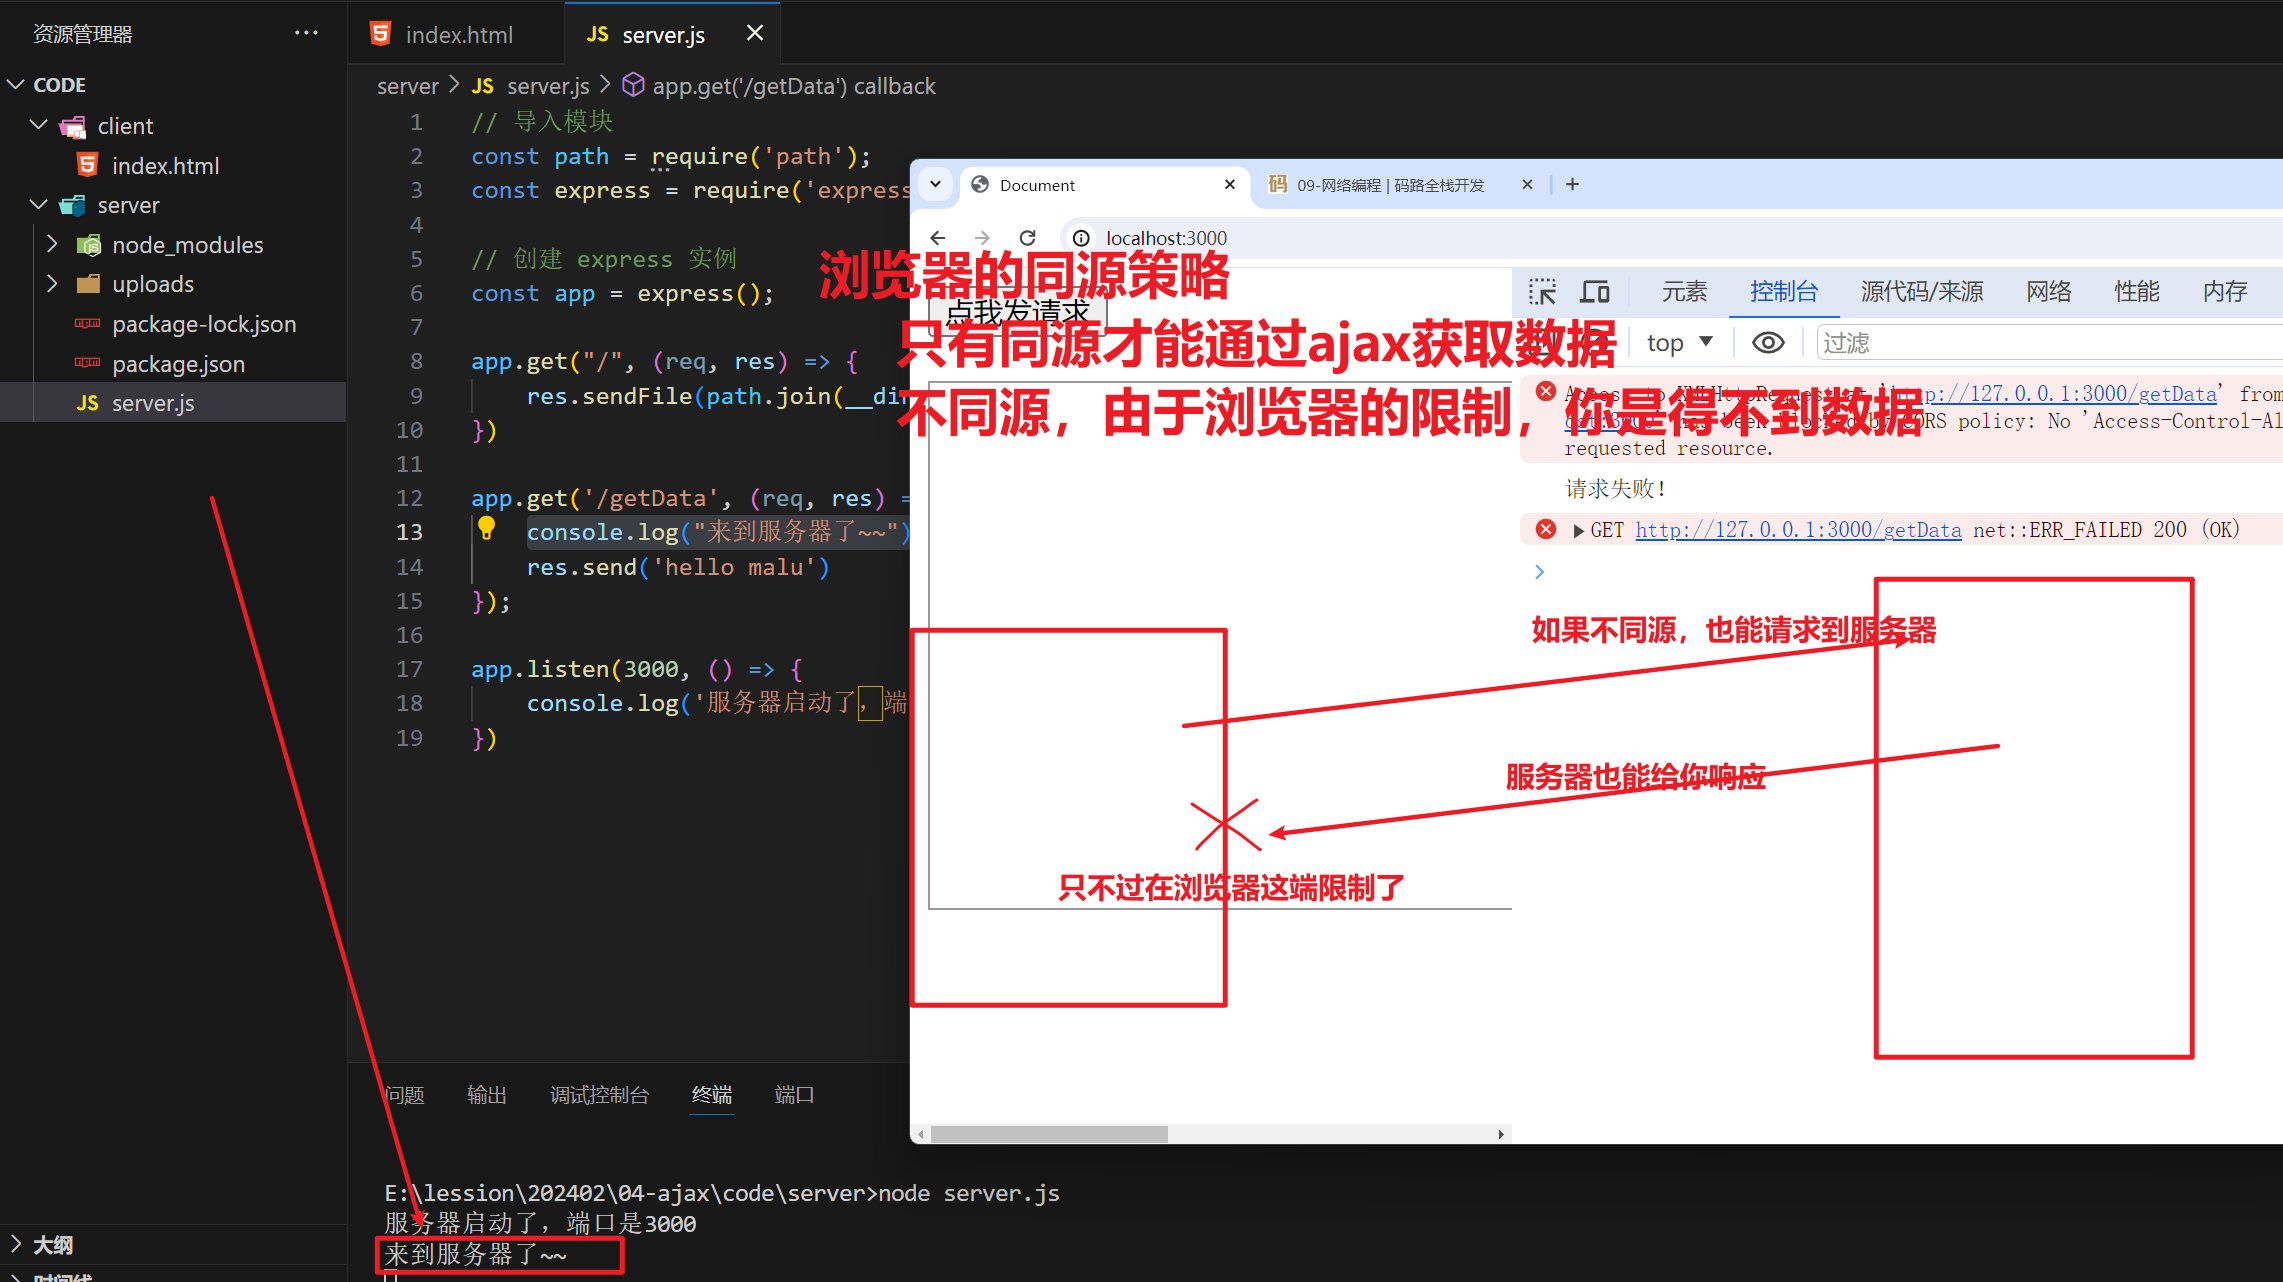 资源管理器
CODE
client
index.html
server
node_modules
uploads
package-lock.json
package.json
server.js
大纲
时间线
index.html
JS server.js
server > JS server.js > app.get('/getData') callback
1 // 导入模块
2 const path = require('path');
3 const express = require('express
4
5 // 创建 express 实例
6 const app = express();
7
8 app.get("/", (req, res) => {
9 res.sendFile(path.join(__dir
10 })
11
12 app.get('/getData', (req, res) =
13 console.log("来到服务器了~~")
14 res.send('hello malu')
15 });
16
17 app.listen(3000, () => {
18 console.log('服务器启动了，端
19 })
问题 输出 调试控制台 终端 端口
E:\lession\202402\04-ajax\code\server>node server.js
服务器启动了，端口是3000
来到服务器了~~
Document
码 09-网络编程 | 码路全栈开发
localhost:3000
浏览器的同源策略
点我发请求
只有同源才能通过ajax获取数据
不同源，由于浏览器的限制，你是得不到数据
元素 控制台 源代码/来源 网络 性能 内存
top 过滤
Access to XMLHttpRequest at 'http://127.0.0.1:3000/getData' from
has been blocked by CORS policy: No 'Access-Control-Al
requested resource.
请求失败!
GET http://127.0.0.1:3000/getData net::ERR_FAILED 200 (OK)
如果不同源，也能请求到服务器
服务器也能给你响应
只不过在浏览器这端限制了